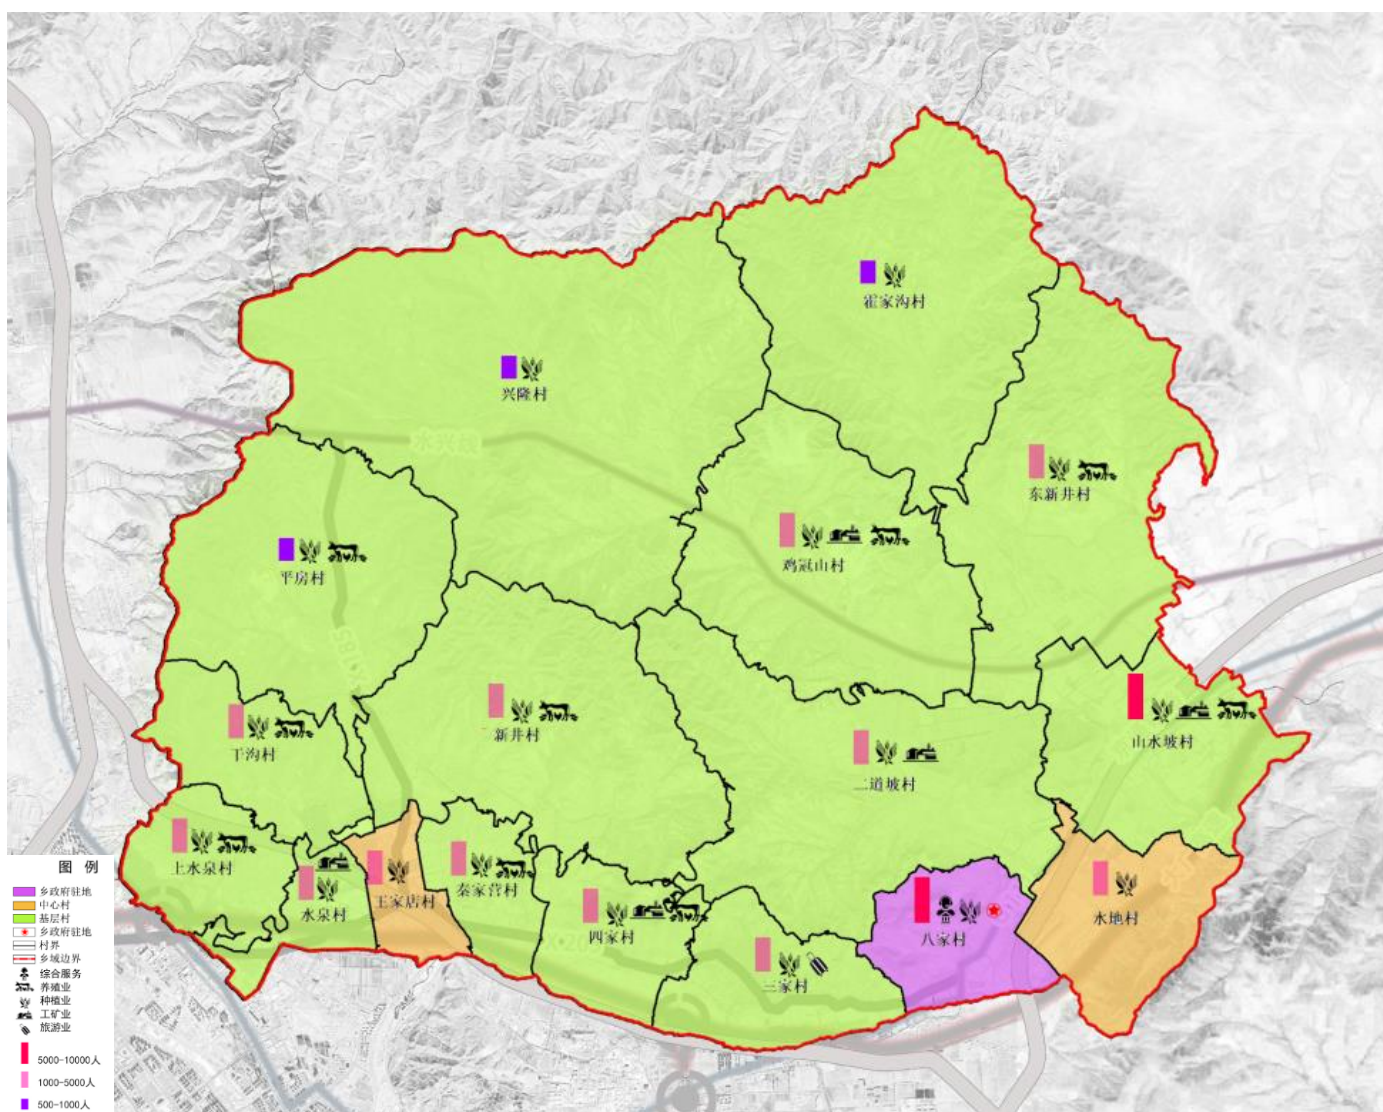 霍家沟村
兴隆村
水兴线
东新井村
鸡冠山村
平房村
新井村
干沟村
山水坡村
二道坡村
上水泉村
水泉村
王家店村
秦家营村
四家村
三家村
八家村
水地村
图 例
乡政府驻地
中心村
基层村
乡政府驻地
村界
乡域边界
综合服务
养殖业
种植业
工矿业
旅游业
5000-10000人
1000-5000人
500-1000人